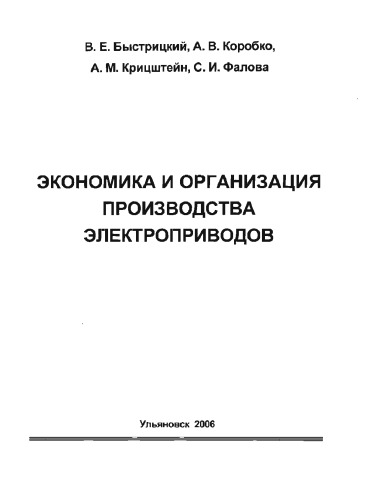 В. Е. Быстрицкий, А. В. Коробко,
А. М. Крицштейн, С. И. Фалова
ЭКОНОМИКА И ОРГАНИЗАЦИЯ
ПРОИЗВОДСТВА
ЭЛЕКТРОПРИВОДОВ
Ульяновск 2006